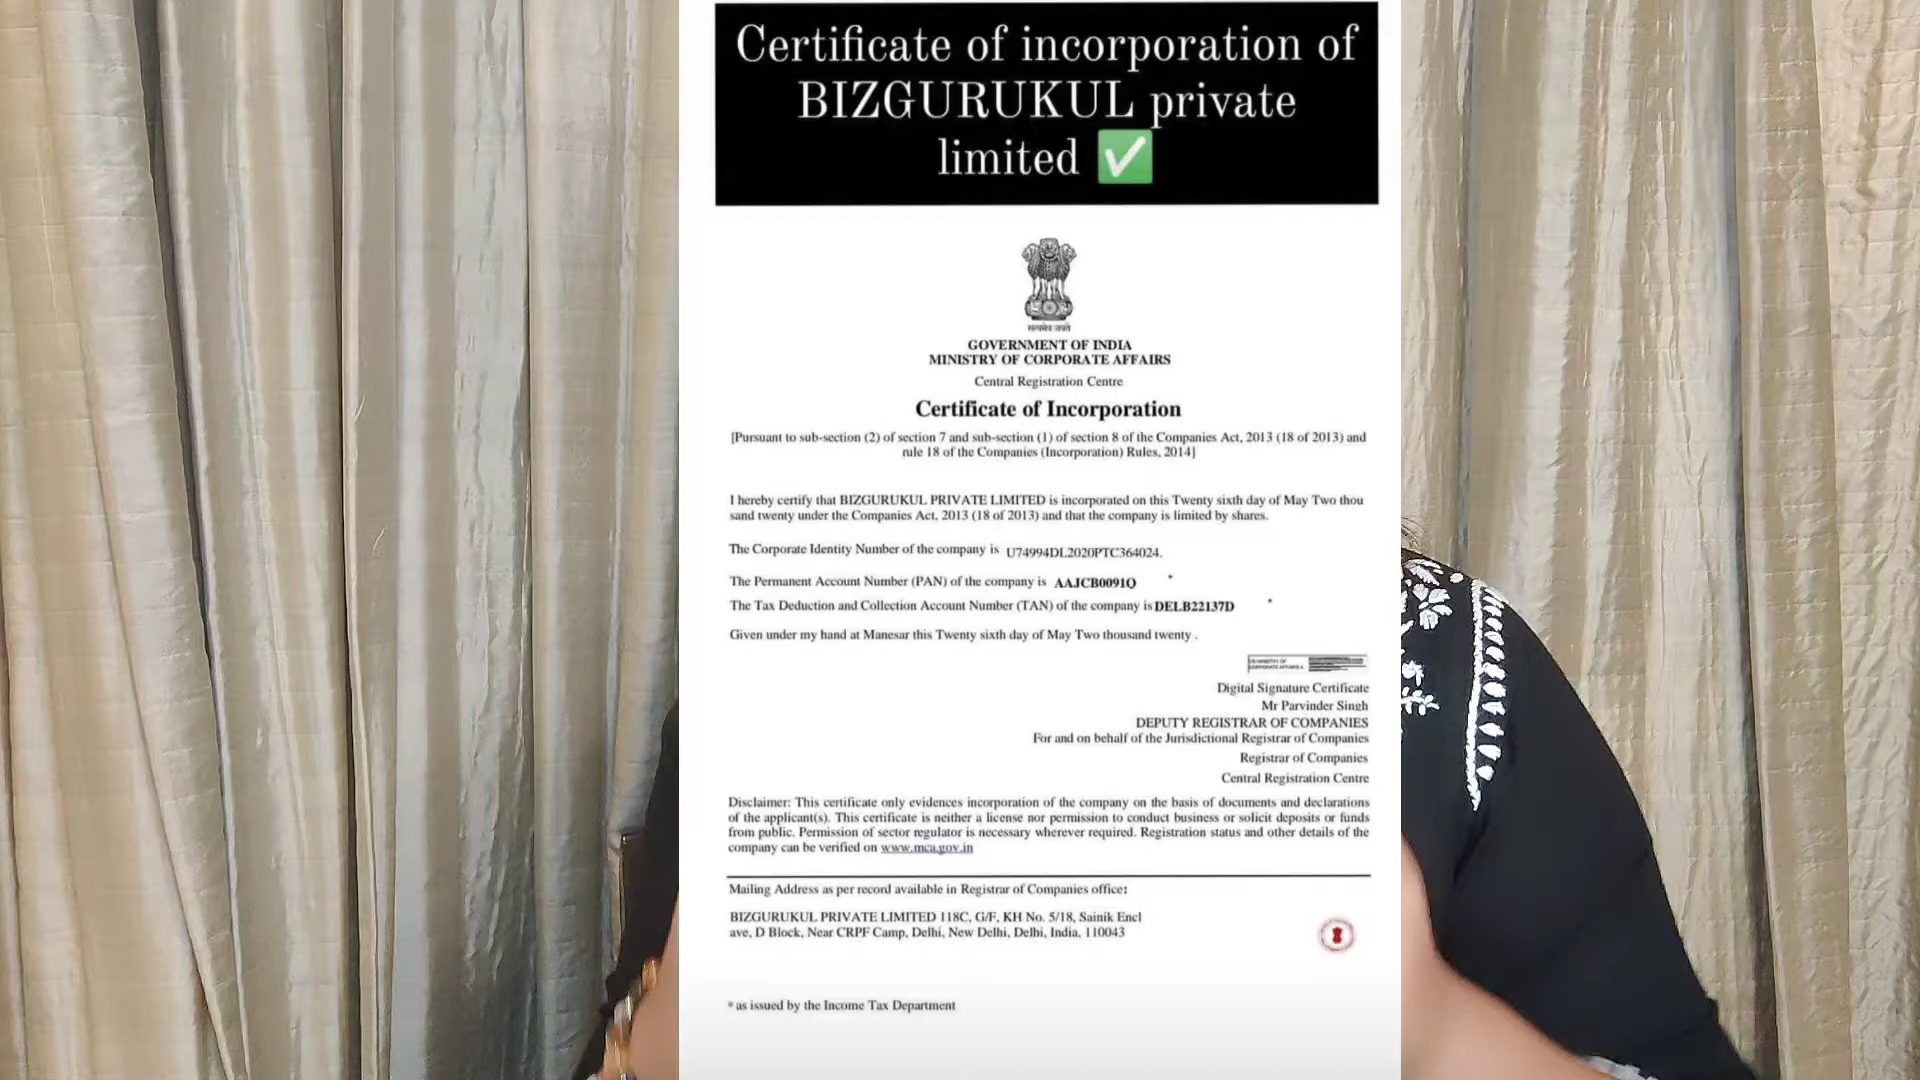 Certificate of incorporation of
BIZGURUKUL private
limited ✅
सत्यमेव जयते
GOVERNMENT OF INDIA
MINISTRY OF CORPORATE AFFAIRS
Central Registration Centre
Certificate of Incorporation
[Pursuant to sub-section (2) of section 7 and sub-section (1) of section 8 of the Companies Act, 2013 (18 of 2013) and
rule 18 of the Companies (Incorporation) Rules, 2014]
I hereby certify that BIZGURUKUL PRIVATE LIMITED is incorporated on this Twenty sixth day of May Two thou
sand twenty under the Companies Act, 2013 (18 of 2013) and that the company is limited by shares.
The Corporate Identity Number of the company is U74994DL2020PTC364024.
The Permanent Account Number (PAN) of the company is AAJCB0091Q *
The Tax Deduction and Collection Account Number (TAN) of the company is DELB22137D *
Given under my hand at Manesar this Twenty sixth day of May Two thousand twenty .
Digital Signature Certificate
Mr Parvinder Singh
DEPUTY REGISTRAR OF COMPANIES
For and on behalf of the Jurisdictional Registrar of Companies
Registrar of Companies
Central Registration Centre
Disclaimer: This certificate only evidences incorporation of the company on the basis of documents and declarations
of the applicant(s). This certificate is neither a license nor permission to conduct business or solicit deposits or funds
from public. Permission of sector regulator is necessary wherever required. Registration status and other details of the
company can be verified on www.mca.gov.in
Mailing Address as per record available in Registrar of Companies office:
BIZGURUKUL PRIVATE LIMITED 118C, G/F, KH No. 5/18, Sainik Encl
ave, D Block, Near CRPF Camp, Delhi, New Delhi, Delhi, India, 110043
* as issued by the Income Tax Department